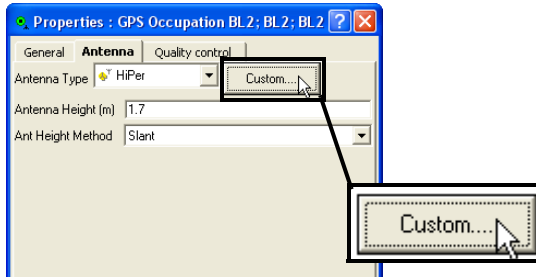 Properties : GPS Occupation BL2; BL2; BL2
General Antenna Quality control
Antenna Type HiPer Custom....
Antenna Height (m) 1.7
Ant Height Method Slant
Custom....